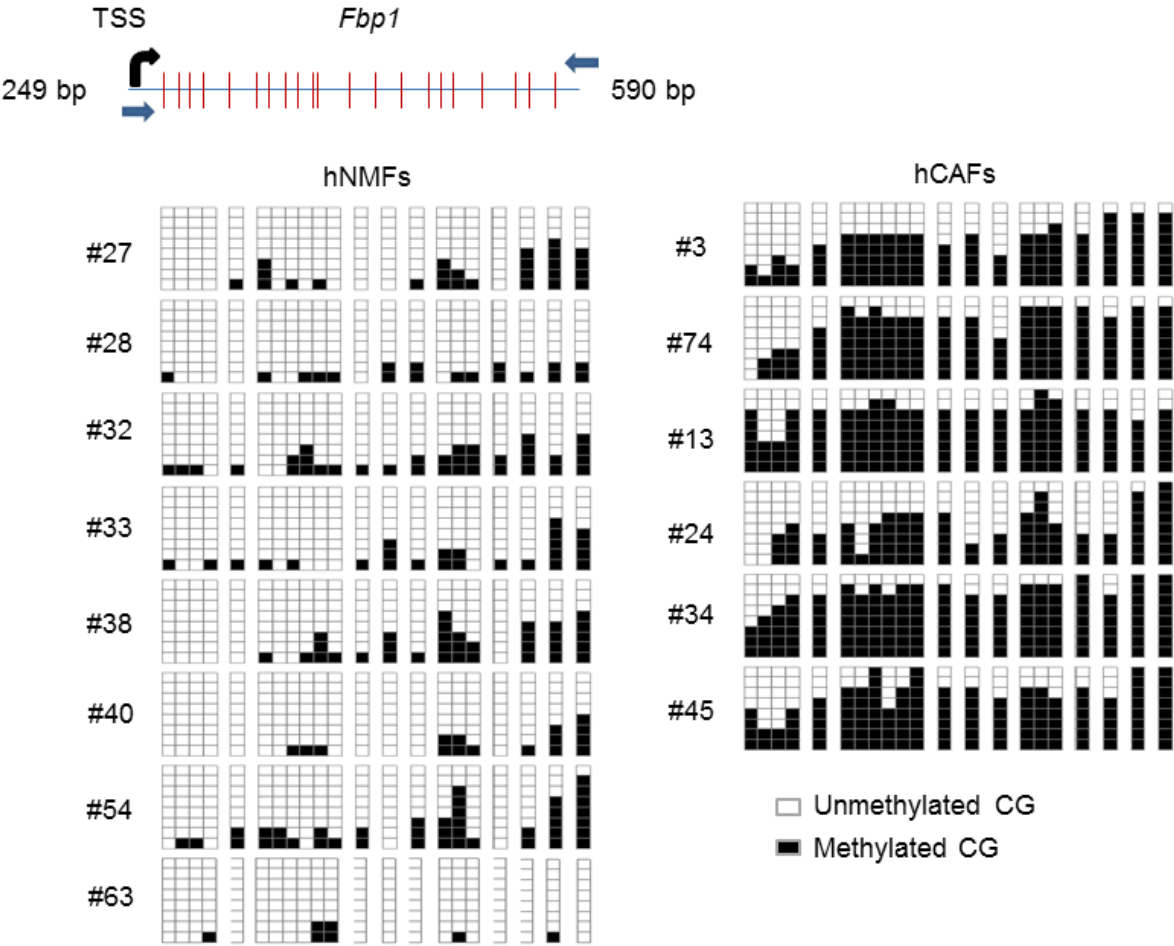 TSS Fbp1
249 bp 590 bp
hNMFs
#27
#28
#32
#33
#38
#40
#54
#63
hCAFs
#3
#74
#13
#24
#34
#45
Unmethylated CG
Methylated CG